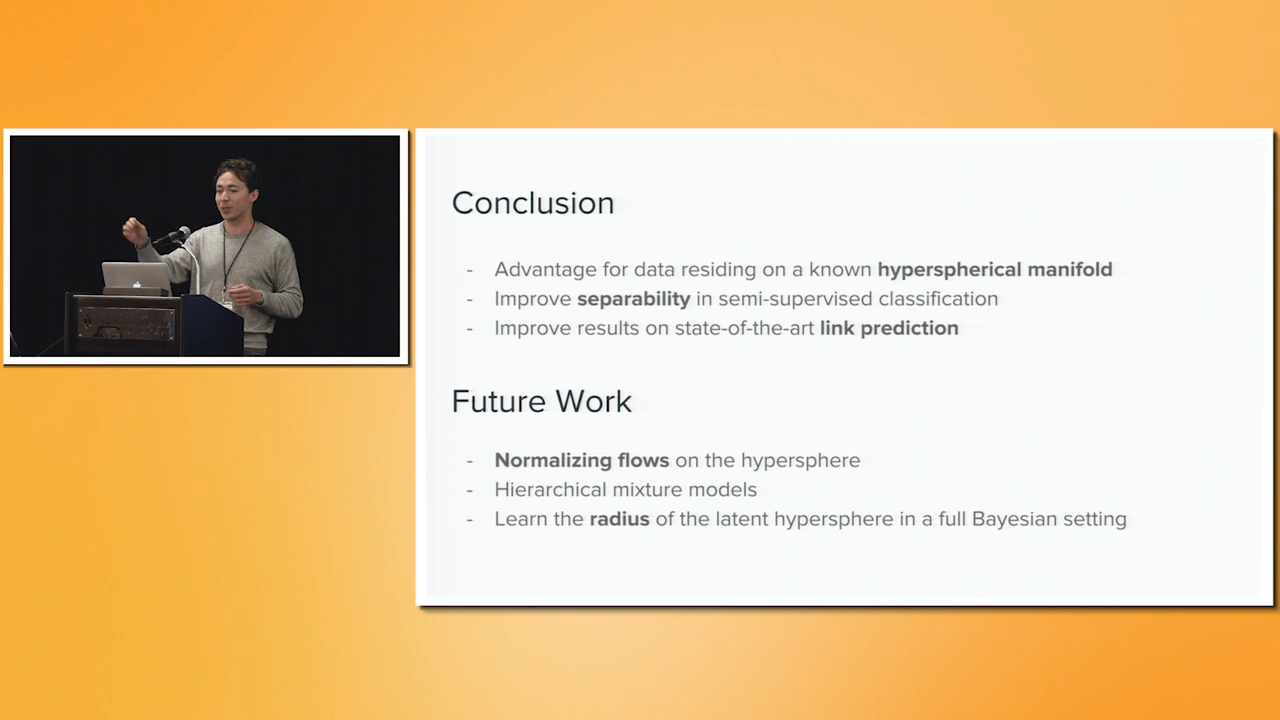 Conclusion
- Advantage for data residing on a known hyperspherical manifold
- Improve separability in semi-supervised classification
- Improve results on state-of-the-art link prediction
Future Work
- Normalizing flows on the hypersphere
- Hierarchical mixture models
- Learn the radius of the latent hypersphere in a full Bayesian setting